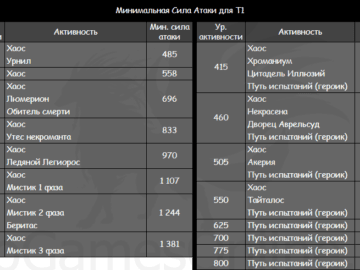 Минимальная Сила Атаки для Т1
Активность
Мин. сила атаки
Хаос
Урнил
485
Хаос
558
Хаос
Люмерион
Обитель смерти
696
Хаос
Утес некроманта
833
Хаос
Ледяной Легиорос
970
Хаос
Мистик 1 фаза
1 107
Хаос
Мистик 2 фаза
Беритас
1 244
Хаос
Мистик 3 фаза
1 381
Ур. активности
Активность
415
Хаос
Хроманиум
Цитадель Иллюзий
Путь испытаний (героик)
460
Хаос
Некрасена
Дворец Аврельсуд
Путь испытаний (героик)
505
Хаос
Акерия
Путь испытаний (героик)
550
Хаос
Тайталос
Путь испытаний (героик)
625
Путь испытаний (героик)
700
Путь испытаний (героик)
775
Путь испытаний (героик)
800
Путь испытаний (героик)